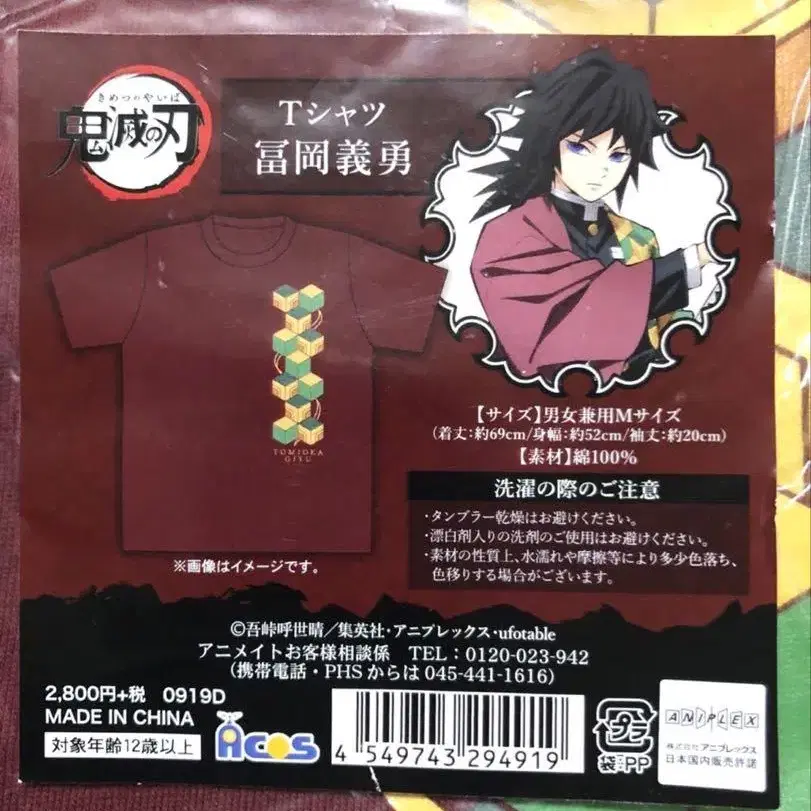 きめつのやいば
鬼滅の刃
Tシャツ
冨岡義勇
TOMIOKA
GIYU
【サイズ】男女兼用Mサイズ
(着丈:約69cm/身幅:約52cm/袖丈:約20cm)
【素材】綿100%
洗濯の際のご注意
・タンブラー乾燥はお避けください。
・漂白剤入りの洗剤のご使用はお避けください。
・素材の性質上、水濡れや摩擦等により多少色落ち、
色移りする場合がございます。
※画像はイメージです。
©吾峠呼世晴/集英社・アニプレックス・ufotable
アニメイトお客様相談係 TEL:0120-023-942
(携帯電話・PHSからは 045-441-1616)
2,800円+税 0919D
MADE IN CHINA
対象年齢12歳以上
Acos
4 549743 294919
プラ
袋:PP
ANIPLEX
株式会社アニプレックス
日本国内販売許諾